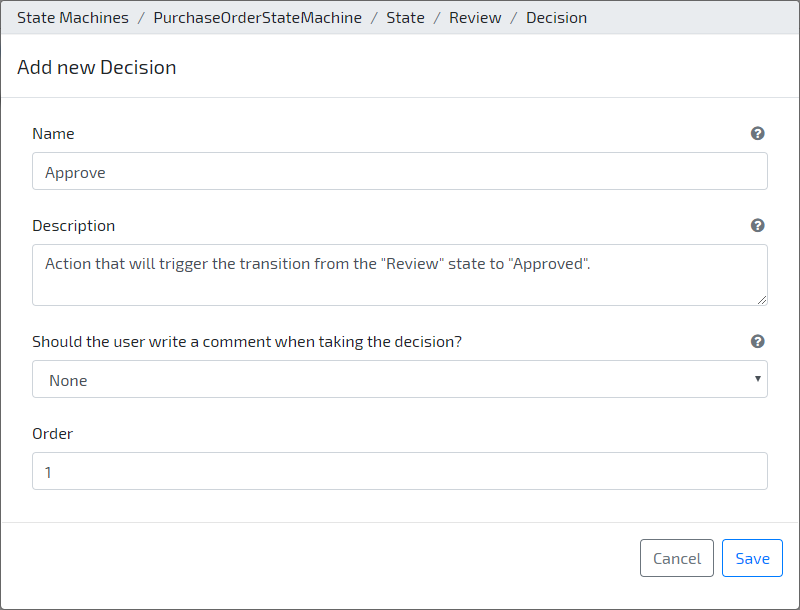 State Machines / PurchaseOrderStateMachine / State / Review / Decision
Add new Decision
Name
Approve
Description
Action that will trigger the transition from the "Review" state to "Approved".
Should the user write a comment when taking the decision?
None
Order
1
Cancel Save